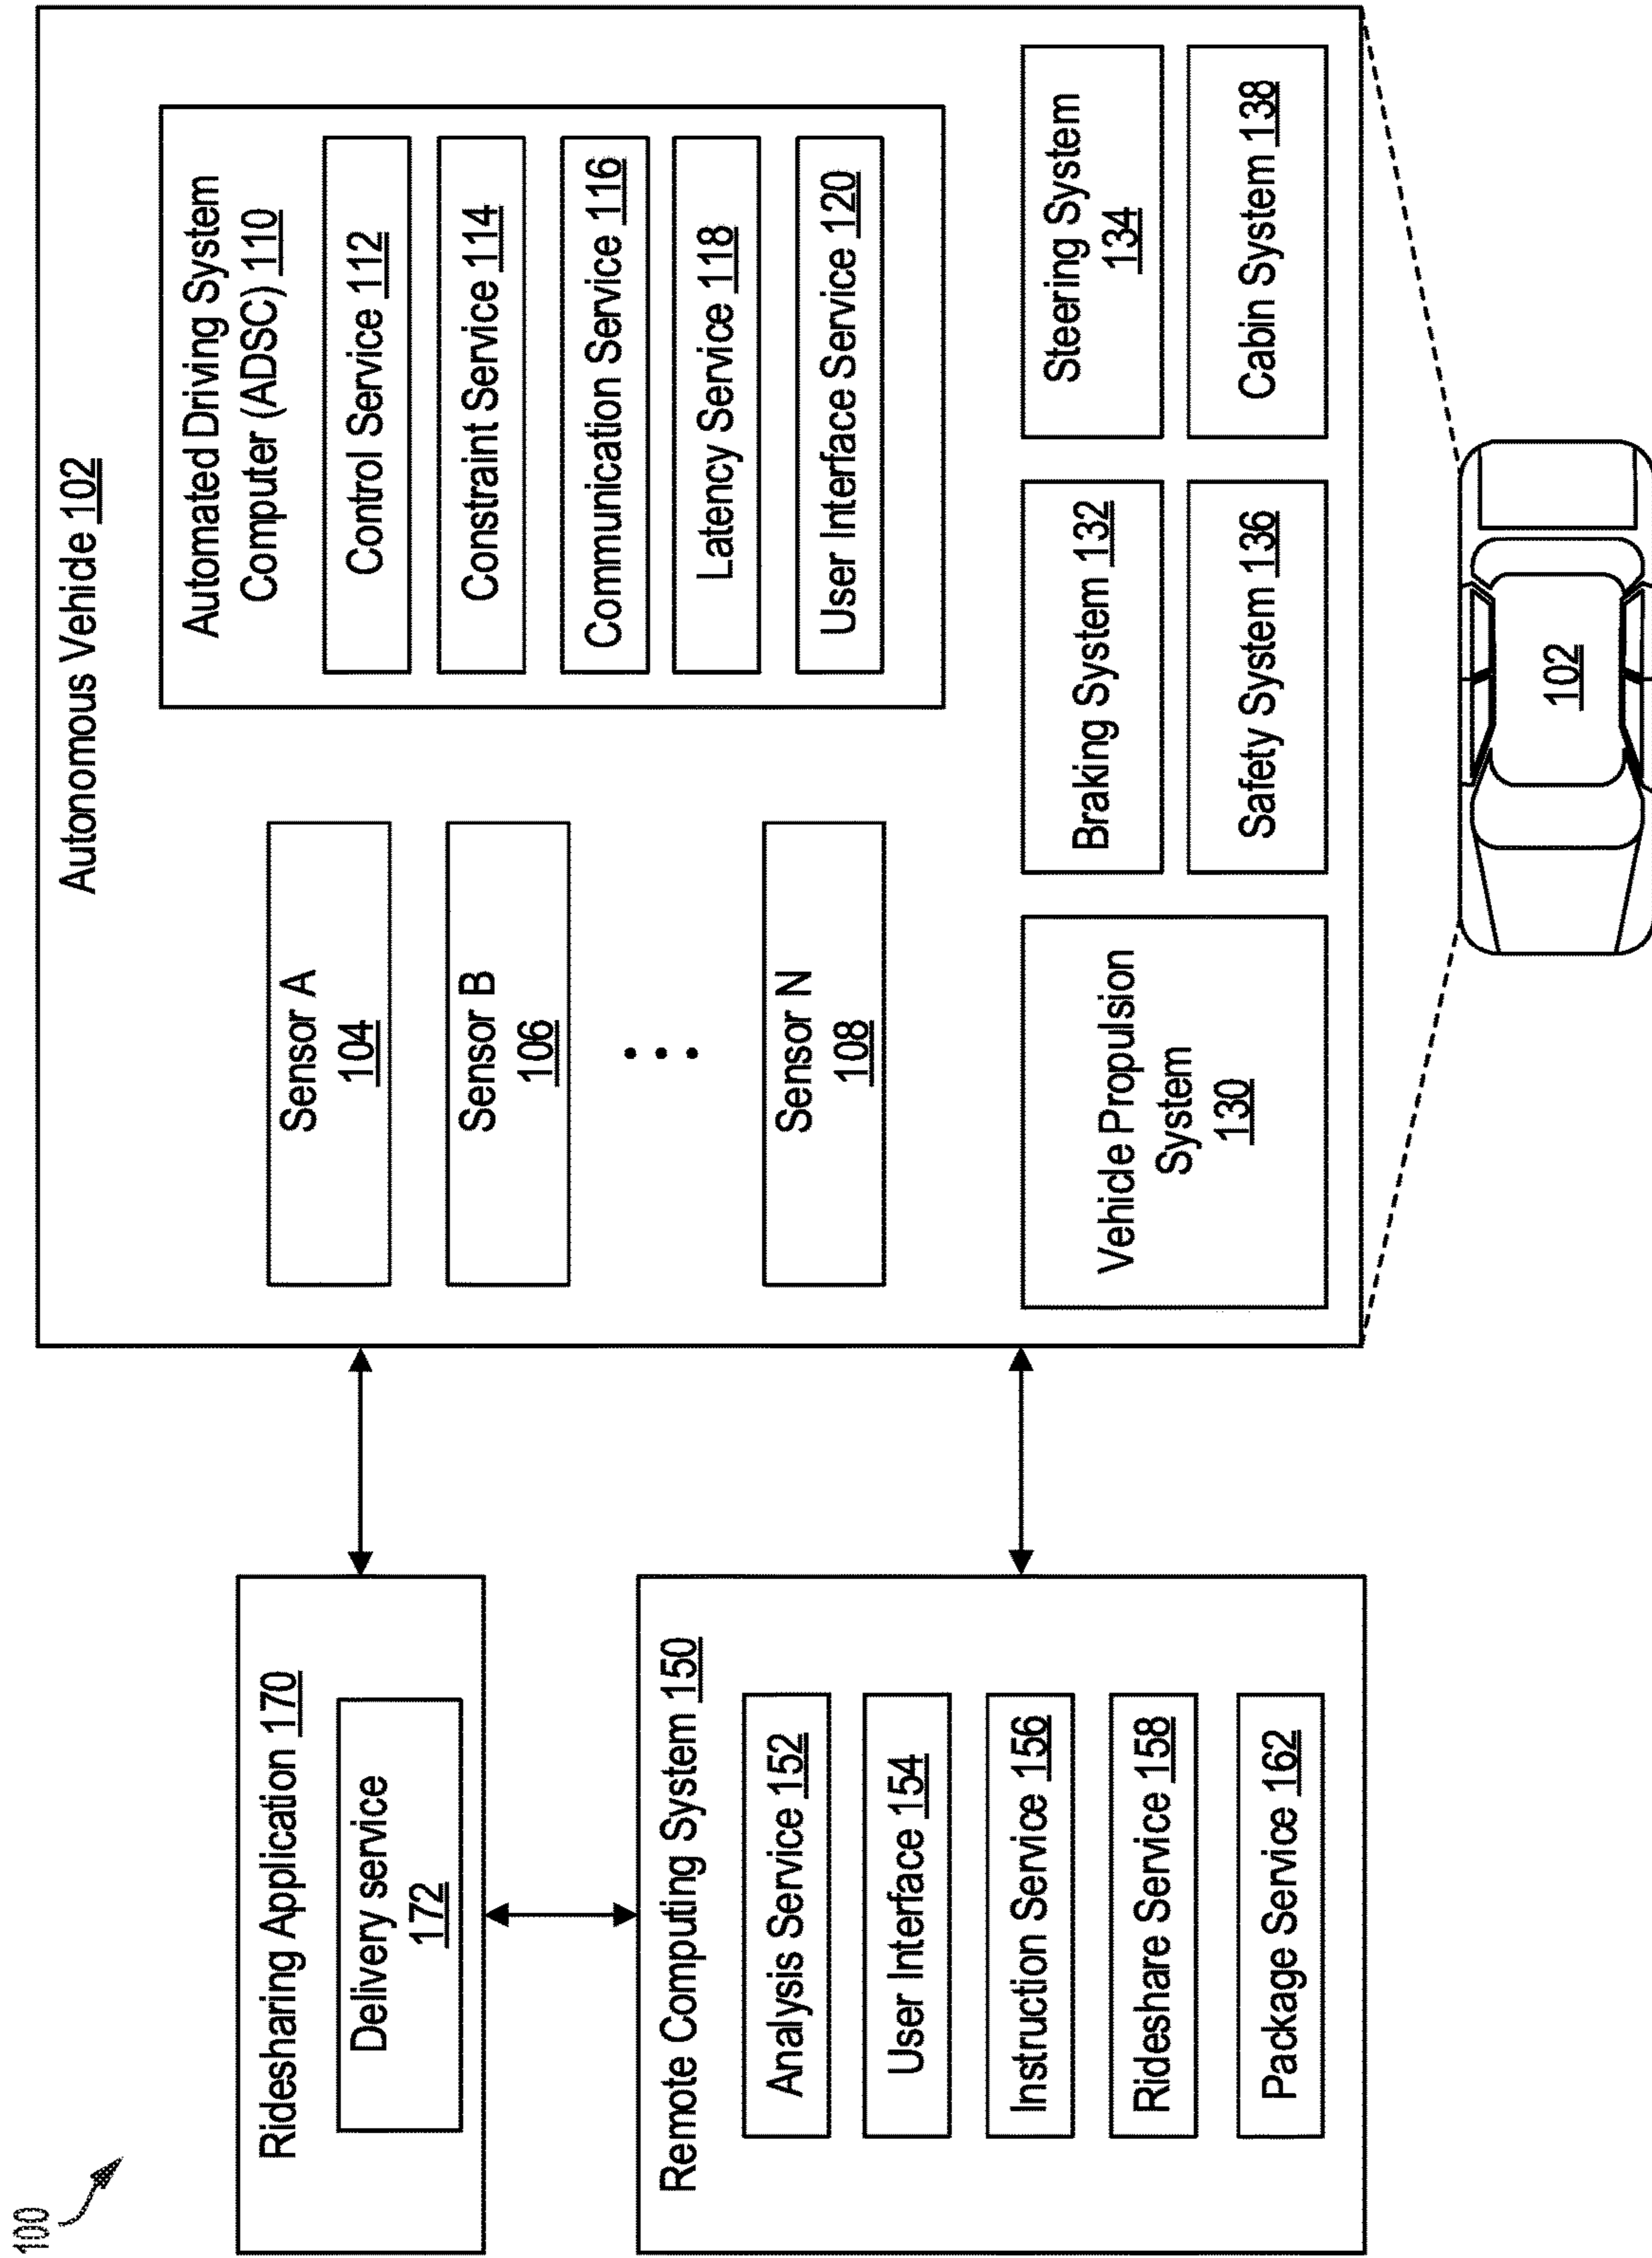 100
Ridesharing Application 170
Delivery service
172
Remote Computing System 150
Analysis Service 152
User Interface 154
Instruction Service 156
Rideshare Service 158
Package Service 162
Autonomous Vehicle 102
Sensor A
104
Sensor B
106
Sensor N
108
Automated Driving System
Computer (ADSC) 110
Control Service 112
Constraint Service 114
Communication Service 116
Latency Service 118
User Interface Service 120
Vehicle Propulsion
System
130
Braking System 132
Steering System
134
Safety System 136
Cabin System 138
102